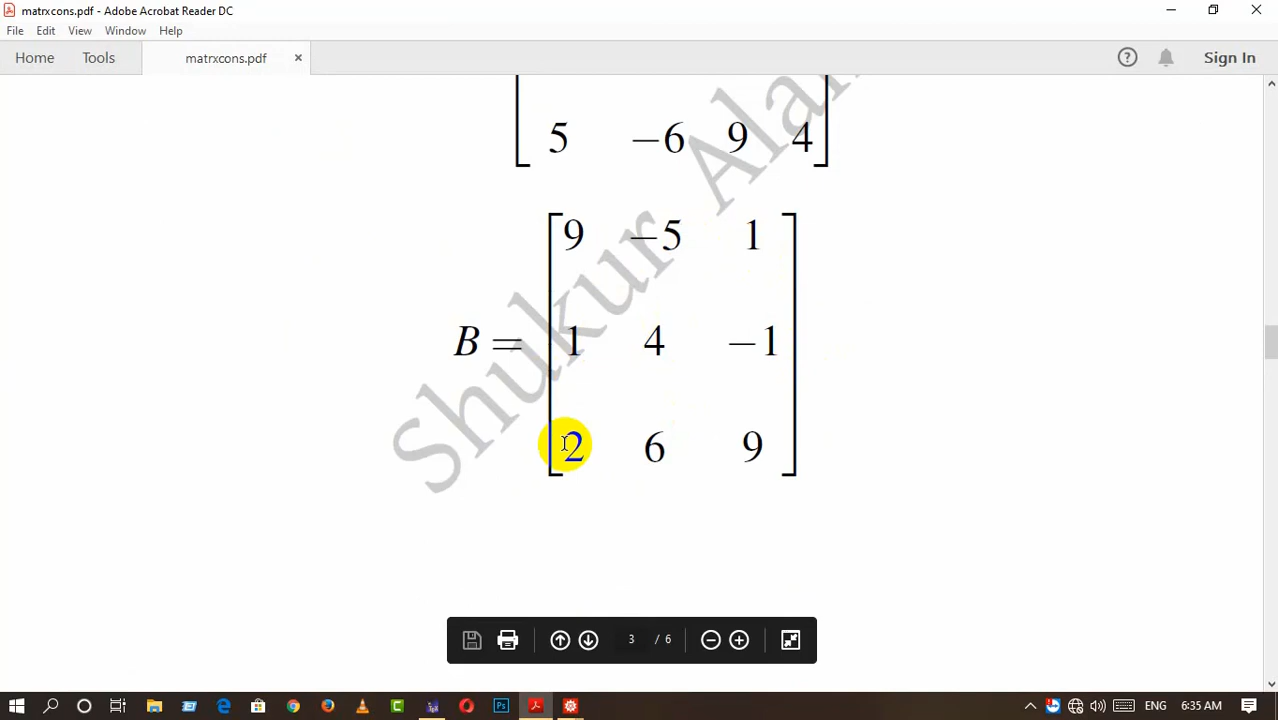 matrxcons.pdf - Adobe Acrobat Reader DC
File Edit View Window Help
Home Tools matrxcons.pdf × ? Sign In
5 −6 9 4
9 −5 1
B = 1 4 −1
2 6 9
Shukur Alam
3 / 6
Ps
ENG 6:35 AM